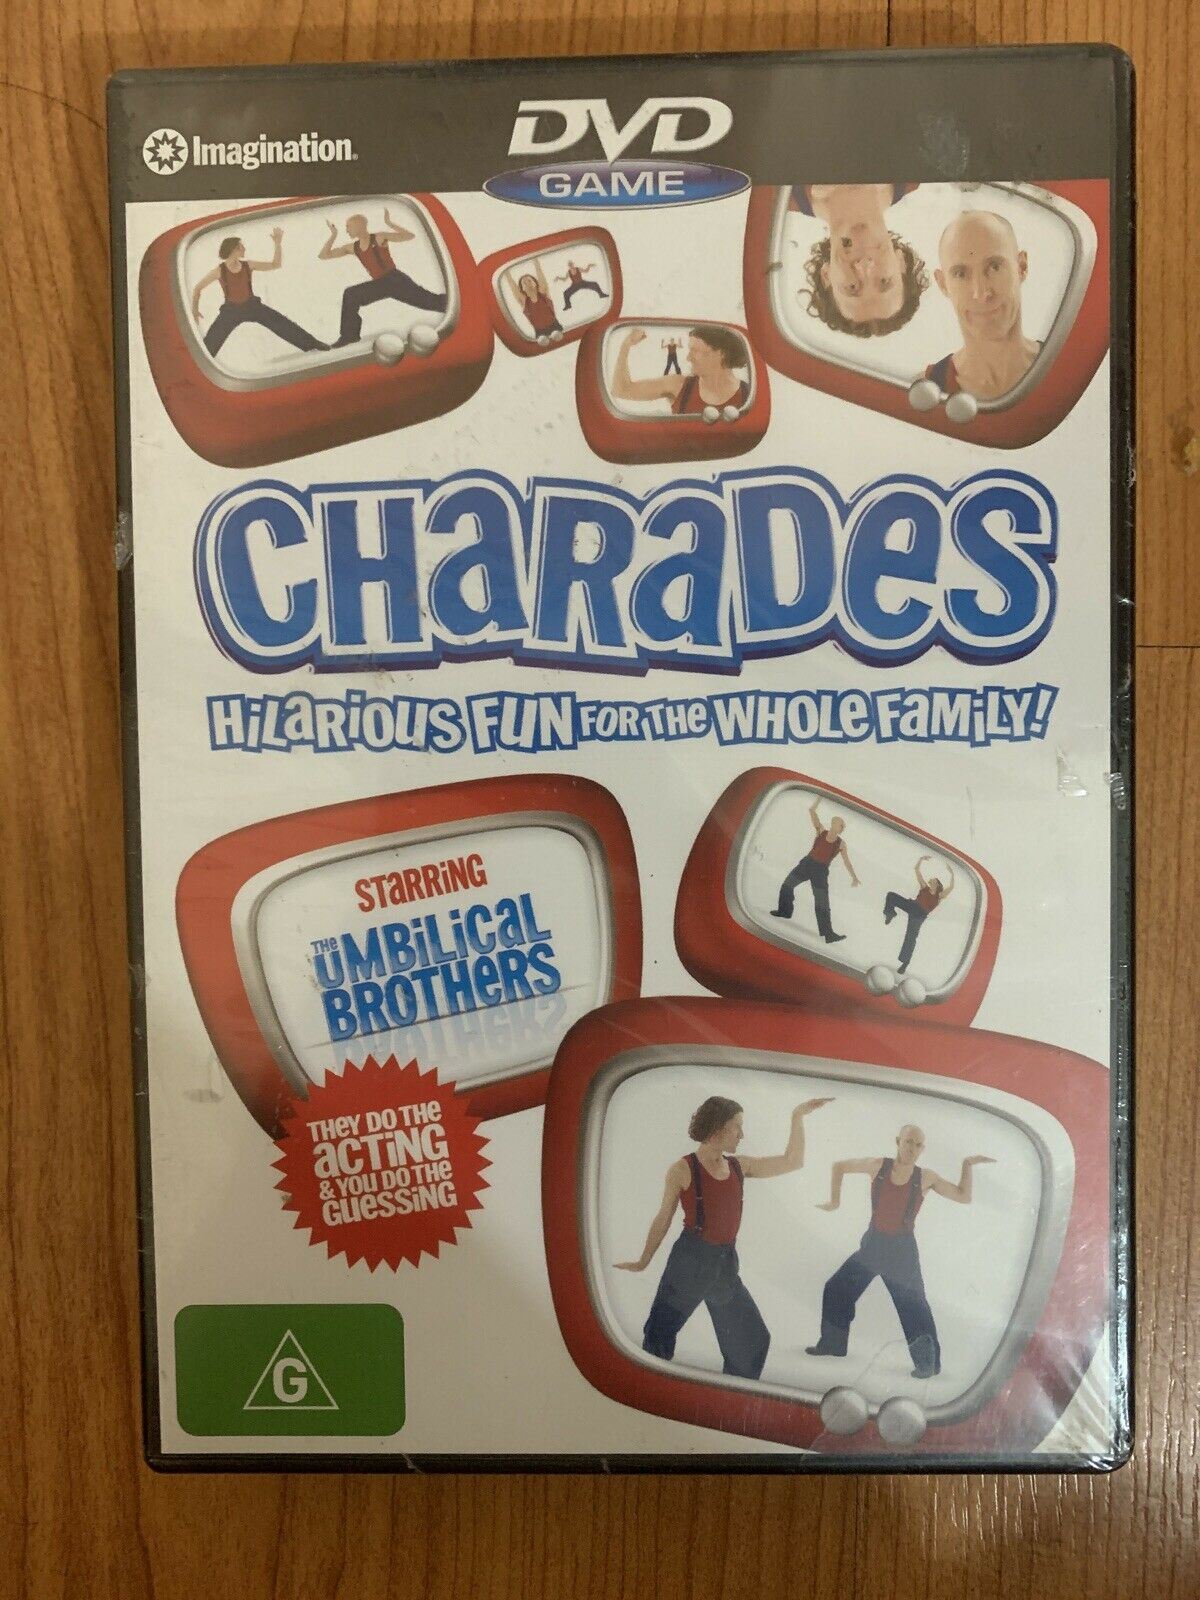 Imagination
DVD
GAME
CHARADES
HILARIOUS FUN FOR THE WHOLE FAMILY!
STARRING
THE UMBILICAL
BROTHERS
THEY DO THE
ACTING
& YOU DO THE
GUESSING
G